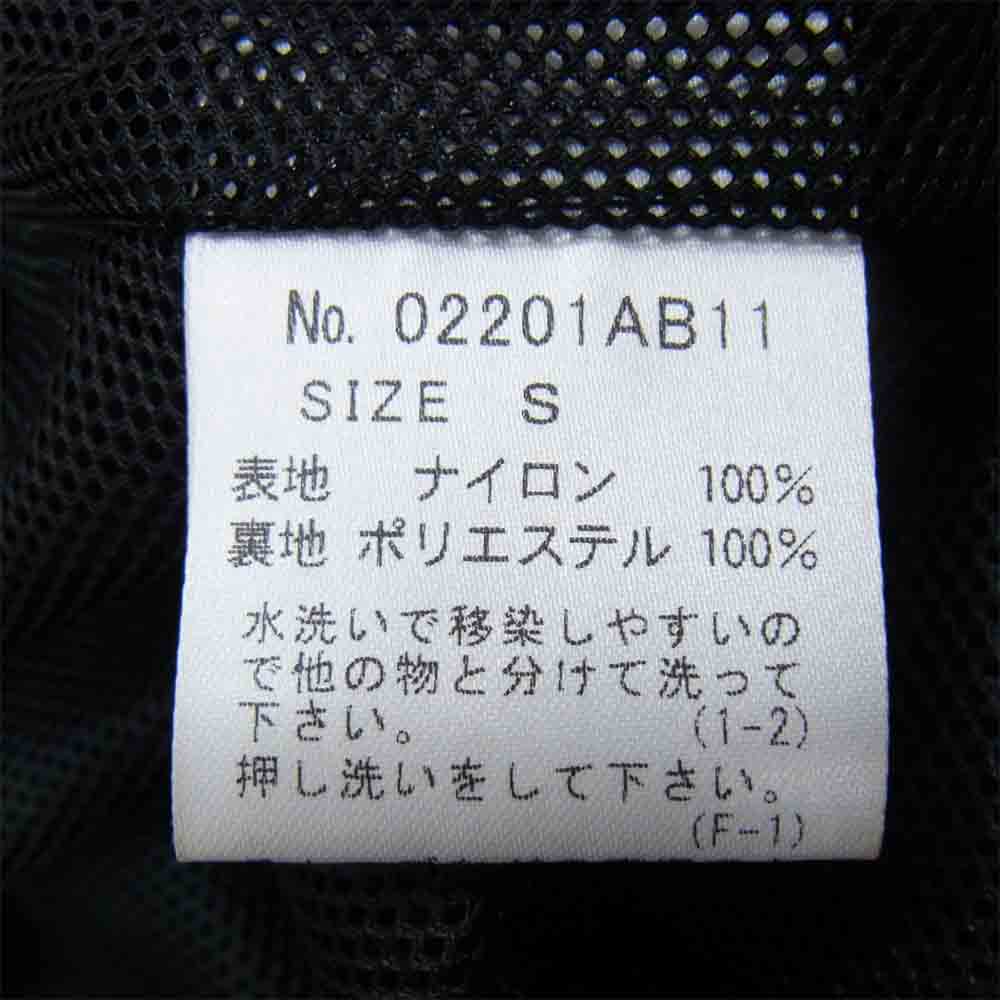 No. 02201AB11
SIZE S
表地 ナイロン 100%
裏地 ポリエステル 100%
水洗いで移染しやすいの
で他の物と分けて洗って
下さい。 (1-2)
押し洗いをして下さい。
(F-1)